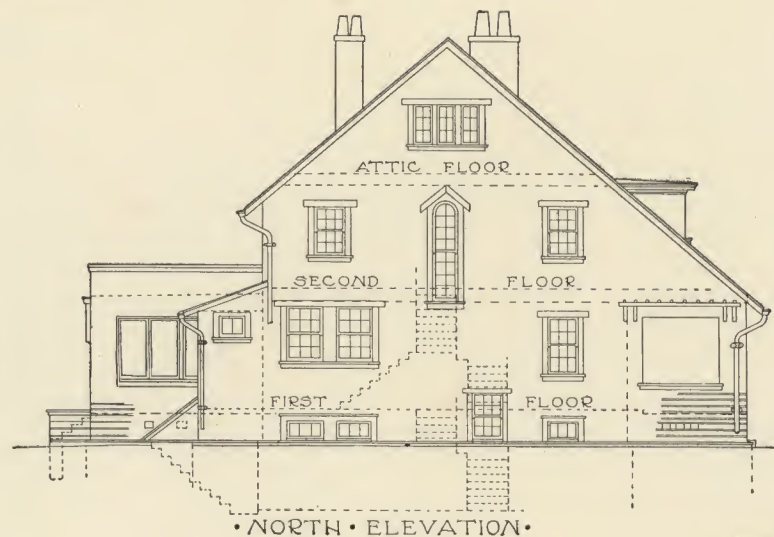 ATTIC FLOOR
SECOND FLOOR
FIRST FLOOR
• NORTH • ELEVATION •